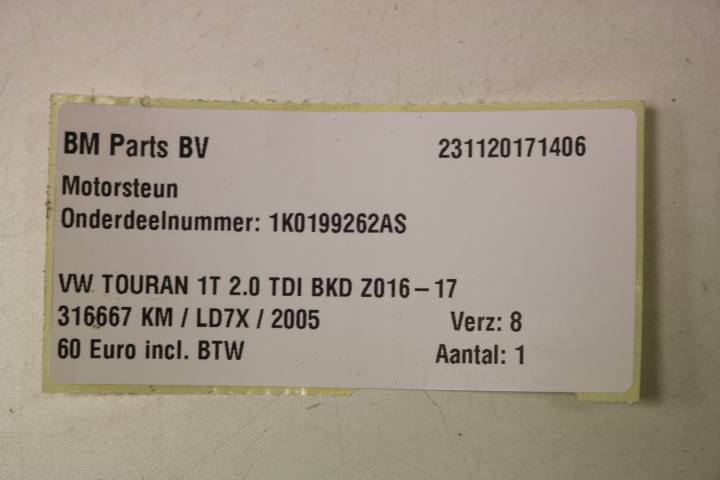 BM Parts BV 231120171406
Motorsteun
Onderdeelnummer: 1K0199262AS
VW TOURAN 1T 2.0 TDI BKD Z016-17
316667 KM / LD7X / 2005 Verz: 8
60 Euro incl. BTW Aantal: 1